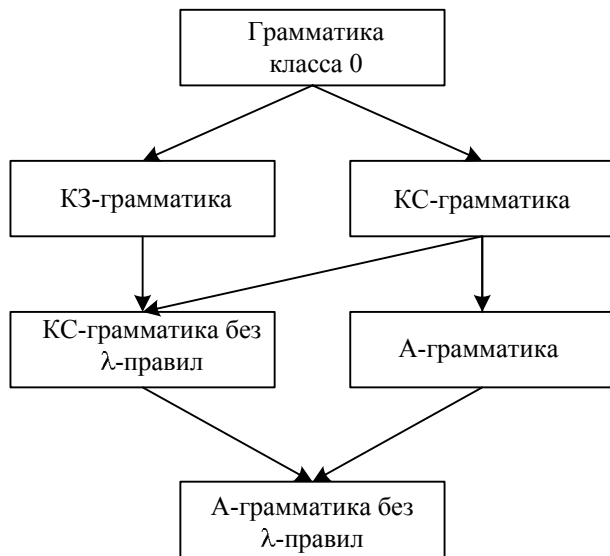 Грамматика
класса 0
КЗ-грамматика
КС-грамматика
КС-грамматика без
λ-правил
А-грамматика
А-грамматика без
λ-правил